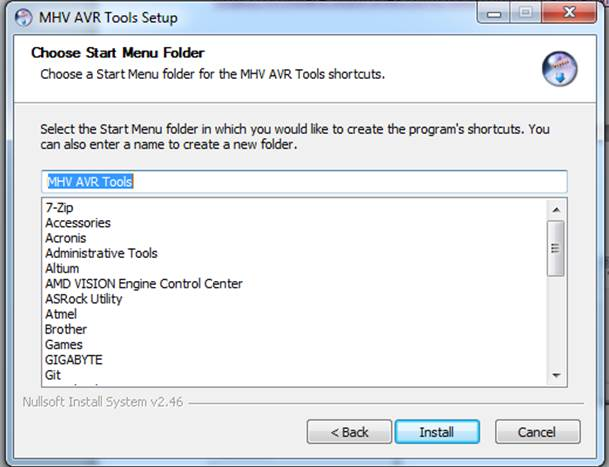 MHV AVR Tools Setup
Choose Start Menu Folder
Choose a Start Menu folder for the MHV AVR Tools shortcuts.
Select the Start Menu folder in which you would like to create the program's shortcuts. You
can also enter a name to create a new folder.
MHV AVR Tools
7-Zip
Accessories
Acronis
Administrative Tools
Altium
AMD VISION Engine Control Center
ASRock Utility
Atmel
Brother
Games
GIGABYTE
Git
Nullsoft Install System v2.46
< Back
Install
Cancel